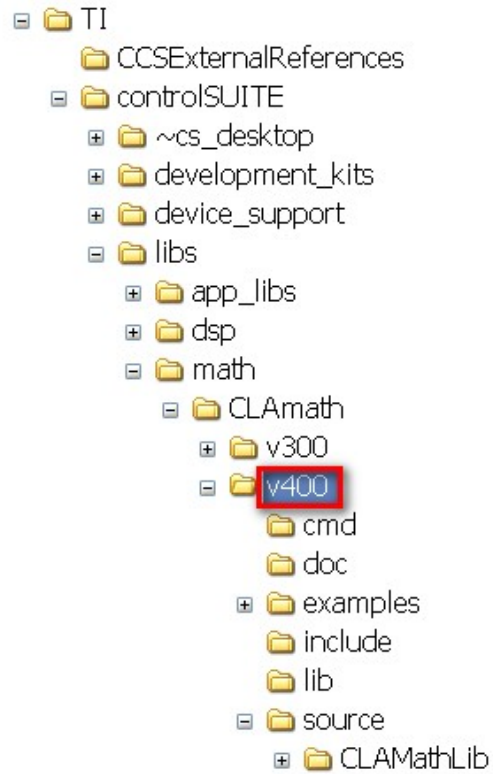 TI
CCSExternalReferences
controlSUITE
~cs_desktop
development_kits
device_support
libs
app_libs
dsp
math
CLAmath
v300
v400
cmd
doc
examples
include
lib
source
CLAMathLib